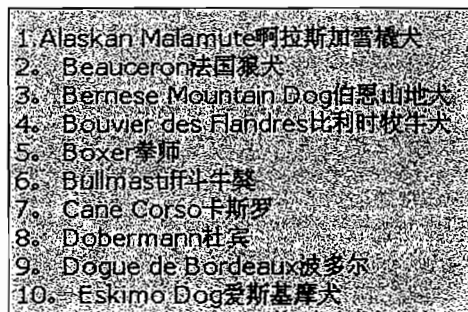 1.Alaskan Malamute啊拉斯加雪橇犬
2。 Beauceron法国狼犬
3。 Bernese Mountain Dog伯恩山地犬
4。 Bouvier des Flandres比利时牧牛犬
5。 Boxer拳师
6。 Bullmastiff斗牛獒
7。 Cane Corso卡斯罗
8。 Dobermann杜宾
9。 Dogue de Bordeaux波多尔
10。 Eskimo Dog爱斯基摩犬